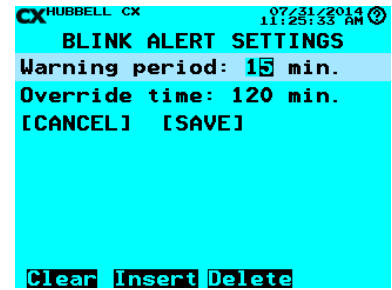 CX HUBBELL CX 07/31/2014
11:25:33 AM ?
BLINK ALERT SETTINGS
Warning period: 15 min.
Override time: 120 min.
[CANCEL] [SAVE]
Clear Insert Delete